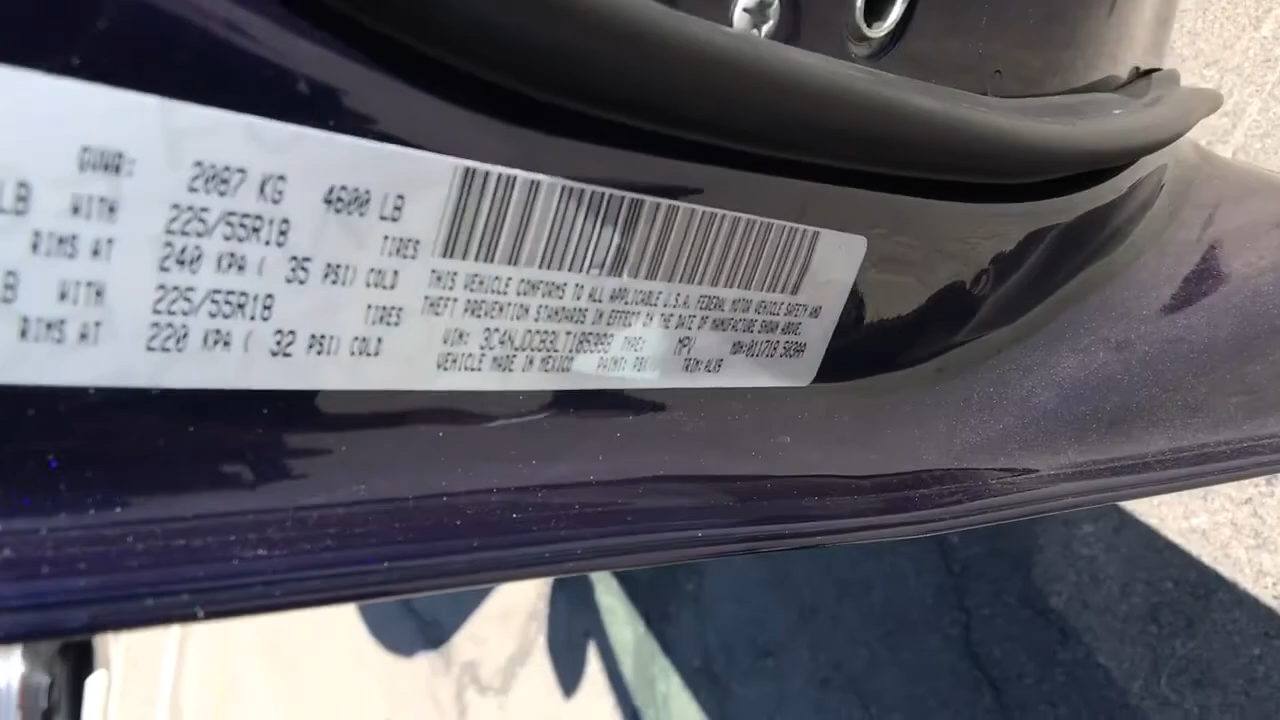 GVWR: 2087 KG 4600 LB
LB WITH 225/55R18 TIRES
RIMS AT 240 KPA ( 35 PSI) COLD
B WITH 225/55R18 TIRES
RIMS AT 220 KPA ( 32 PSI) COLD
THIS VEHICLE CONFORMS TO ALL APPLICABLE U.S.A. FEDERAL MOTOR VEHICLE SAFETY AND
THEFT PREVENTION STANDARDS IN EFFECT ON THE DATE OF MANUFACTURE SHOWN ABOVE.
VIN: TYPE: MPV MDH:
VEHICLE MADE IN MEXICO PAINT: TRIM: